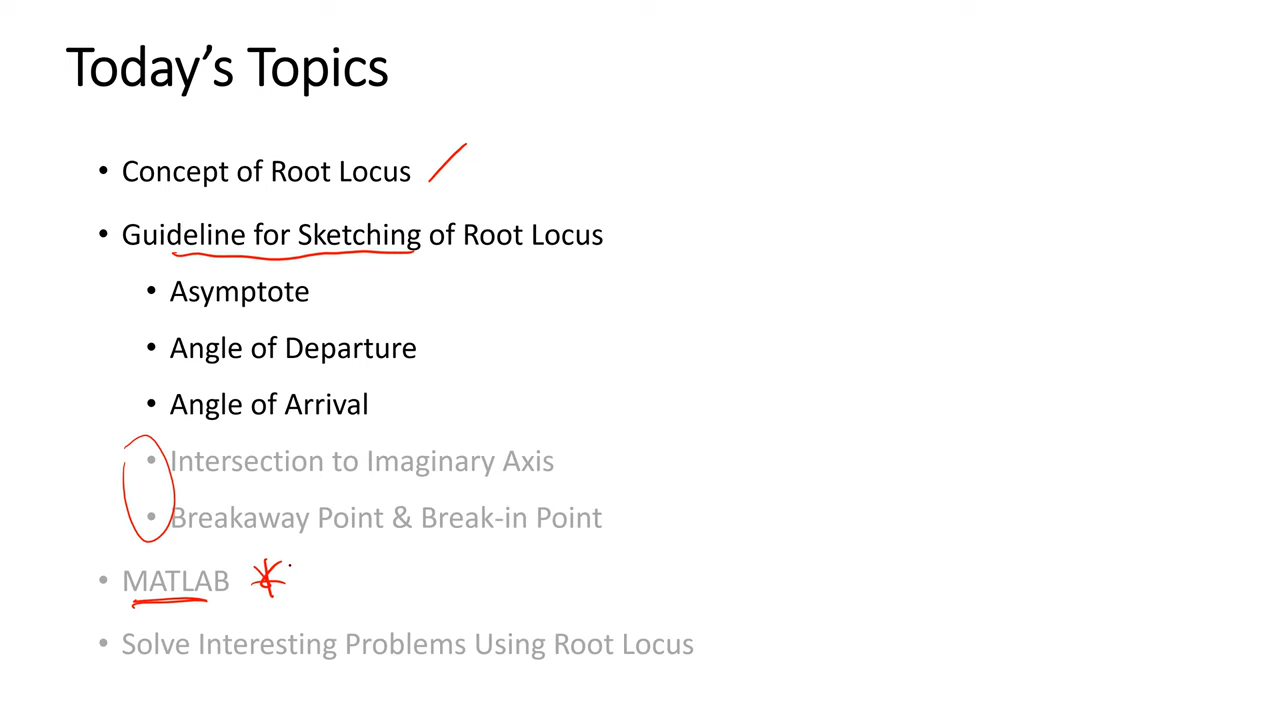 Today’s Topics
• Concept of Root Locus
• Guideline for Sketching of Root Locus
• Asymptote
• Angle of Departure
• Angle of Arrival
• Intersection to Imaginary Axis
• Breakaway Point & Break-in Point
• MATLAB
• Solve Interesting Problems Using Root Locus